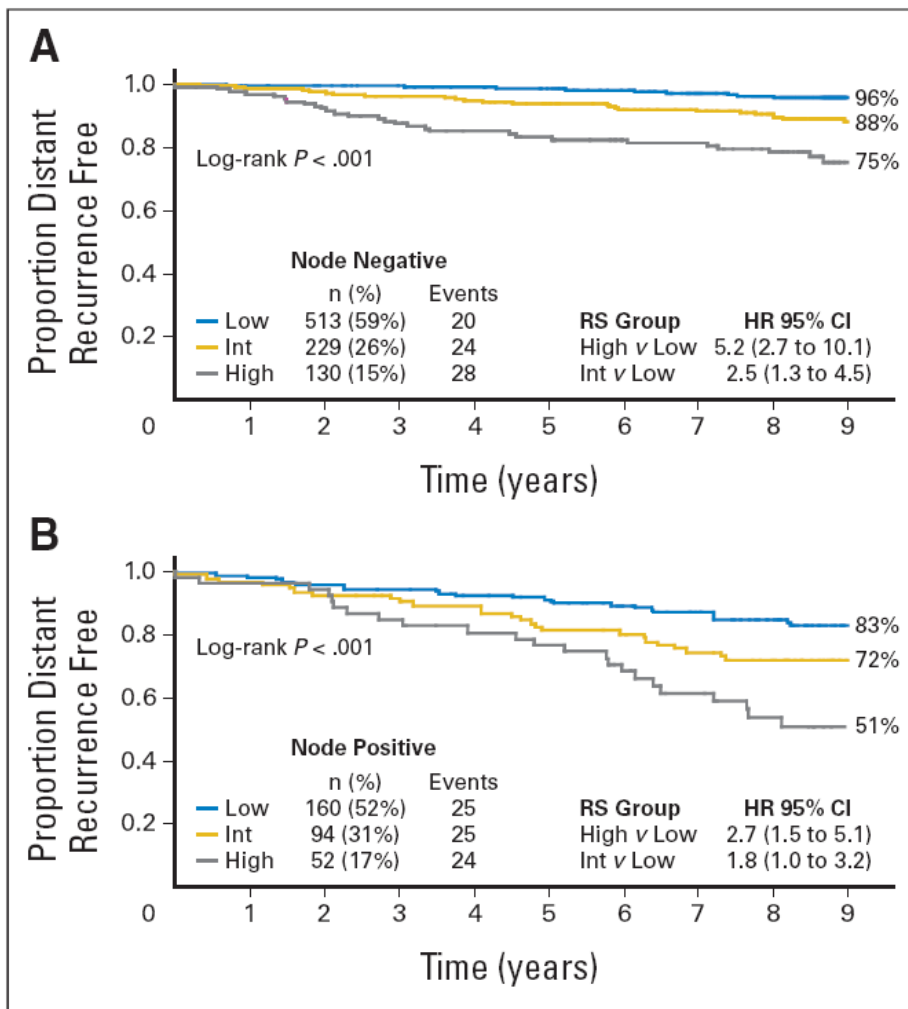 A
Proportion Distant
Recurrence Free
1.0
0.8
0.6
0.4
0.2
0
96%
88%
75%
Log-rank P < .001
Node Negative
n (%) Events
Low 513 (59%) 20
Int 229 (26%) 24
High 130 (15%) 28
RS Group HR 95% CI
High v Low 5.2 (2.7 to 10.1)
Int v Low 2.5 (1.3 to 4.5)
1 2 3 4 5 6 7 8 9
Time (years)
B
Proportion Distant
Recurrence Free
1.0
0.8
0.6
0.4
0.2
0
83%
72%
51%
Log-rank P < .001
Node Positive
n (%) Events
Low 160 (52%) 25
Int 94 (31%) 25
High 52 (17%) 24
RS Group HR 95% CI
High v Low 2.7 (1.5 to 5.1)
Int v Low 1.8 (1.0 to 3.2)
1 2 3 4 5 6 7 8 9
Time (years)